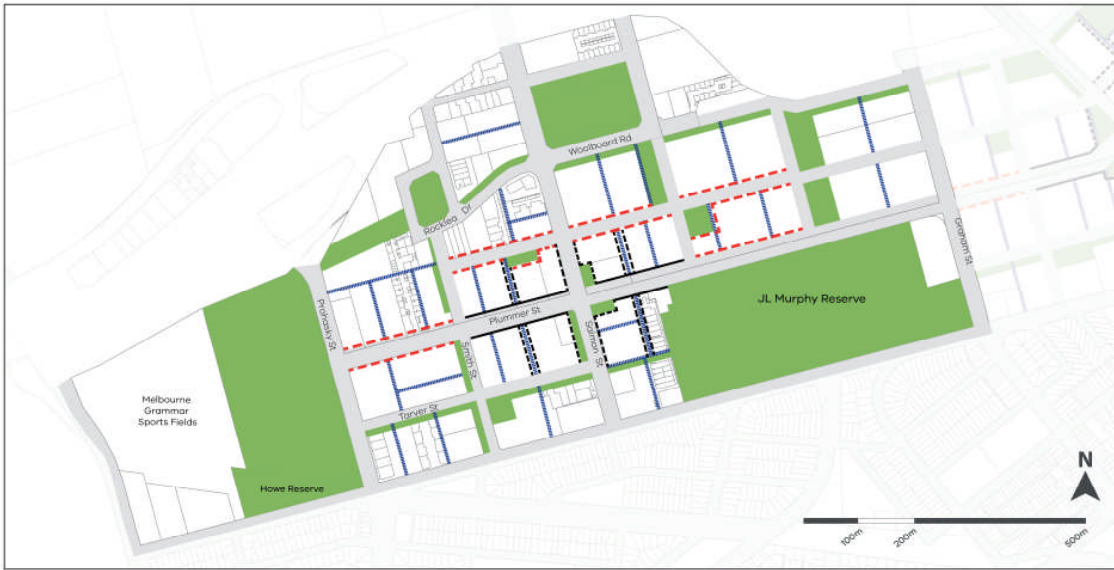 Woolboard Rd
Rocklea Dr
Prohasky St
Plummer St
Smith St
Salmon St
Graham St
JL Murphy Reserve
Tarver St
Melbourne
Grammar
Sports Fields
Howe Reserve
N
100m
200m
500m